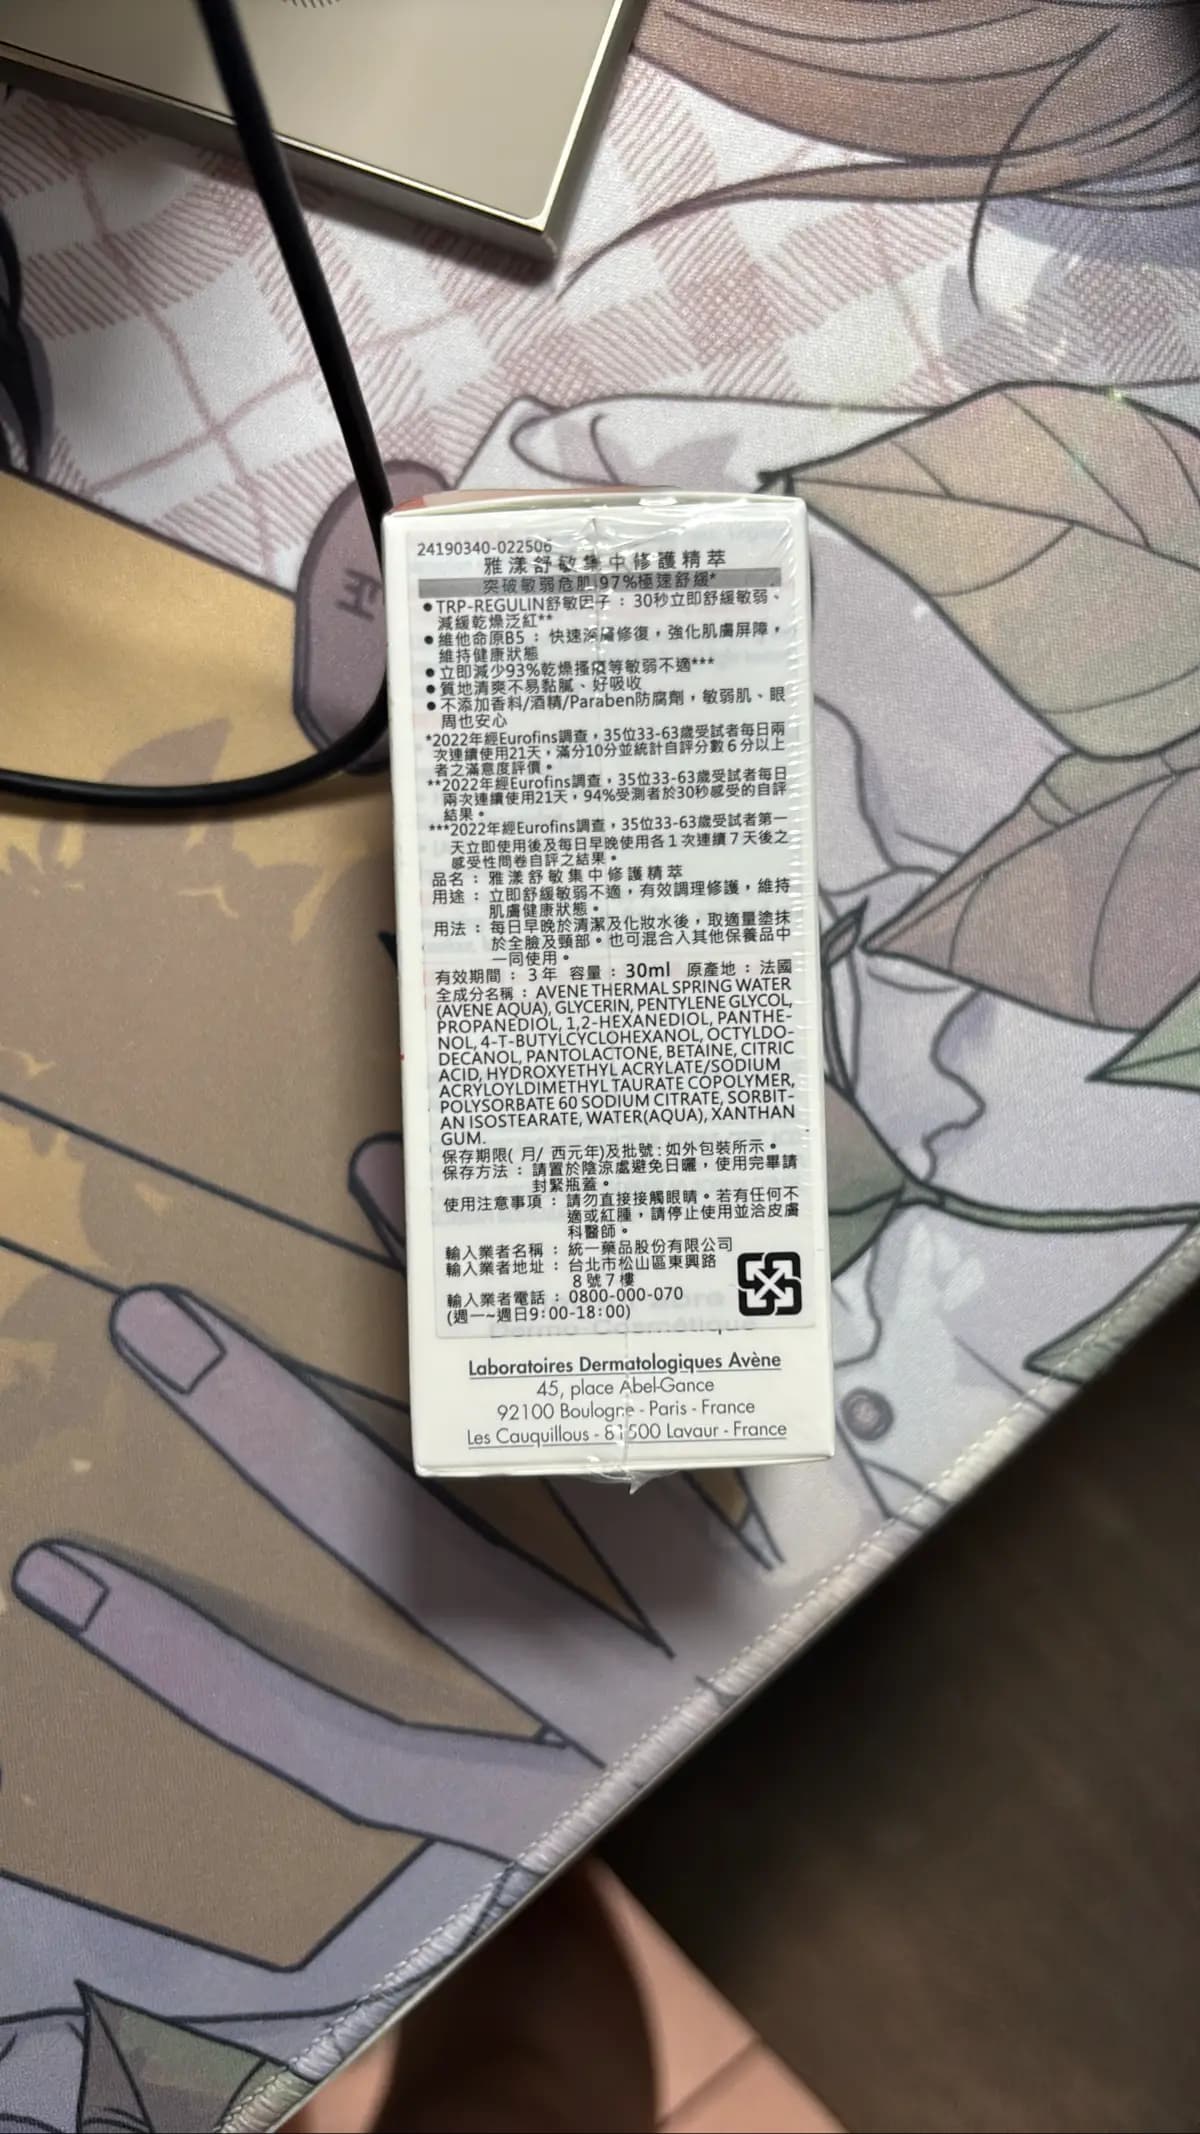 24190340-022506
雅漾舒敏集中修護精萃
突破敏弱危肌 97%極速舒緩*
●TRP-REGULIN舒敏因子：30秒立即舒緩敏弱、
減緩乾燥泛紅**
●維他命原B5：快速深層修復，強化肌膚屏障，
維持健康狀態
●立即減少93%乾燥搔癢等敏弱不適***
●質地清爽不易黏膩、好吸收
●不添加香料/酒精/Paraben防腐劑，敏弱肌、眼
周也安心
*2022年經Eurofins調查，35位33-63歲受試者每日兩
次連續使用21天，滿分10分並統計自評分數6分以上
者之滿意度評價。
**2022年經Eurofins調查，35位33-63歲受試者每日
兩次連續使用21天，94%受測者於30秒感受的自評
結果。
***2022年經Eurofins調查，35位33-63歲受試者第一
天立即使用後及每日早晚使用各1次連續7天後之
感受性問卷自評之結果。
品名：雅漾舒敏集中修護精萃
用途：立即舒緩敏弱不適，有效調理修護，維持
肌膚健康狀態。
用法：每日早晚於清潔及化妝水後，取適量塗抹
於全臉及頸部。也可混合入其他保養品中
一同使用。
有效期間：3年 容量：30ml 原產地：法國
全成分名稱：AVENE THERMAL SPRING WATER
(AVENE AQUA), GLYCERIN, PENTYLENE GLYCOL,
PROPANEDIOL, 1,2-HEXANEDIOL, PANTHE-
NOL, 4-T-BUTYLCYCLOHEXANOL, OCTYLDO-
DECANOL, PANTOLACTONE, BETAINE, CITRIC
ACID, HYDROXYETHYL ACRYLATE/SODIUM
ACRYLOYLDIMETHYL TAURATE COPOLYMER,
POLYSORBATE 60 SODIUM CITRATE, SORBIT-
AN ISOSTEARATE, WATER(AQUA), XANTHAN
GUM.
保存期限(月/西元年)及批號：如外包裝所示。
保存方法：請置於陰涼處避免日曬，使用完畢請
封緊瓶蓋。
使用注意事項：請勿直接接觸眼睛。若有任何不
適或紅腫，請停止使用並洽皮膚
科醫師。
輸入業者名稱：統一藥品股份有限公司
輸入業者地址：台北市松山區東興路
8號7樓
輸入業者電話：0800-000-070
(週一~週日9:00-18:00)
Dermo-Cosmétique
Laboratoires Dermatologiques Avène
45, place Abel-Gance
92100 Boulogne - Paris - France
Les Cauquillous - 81500 Lavaur - France